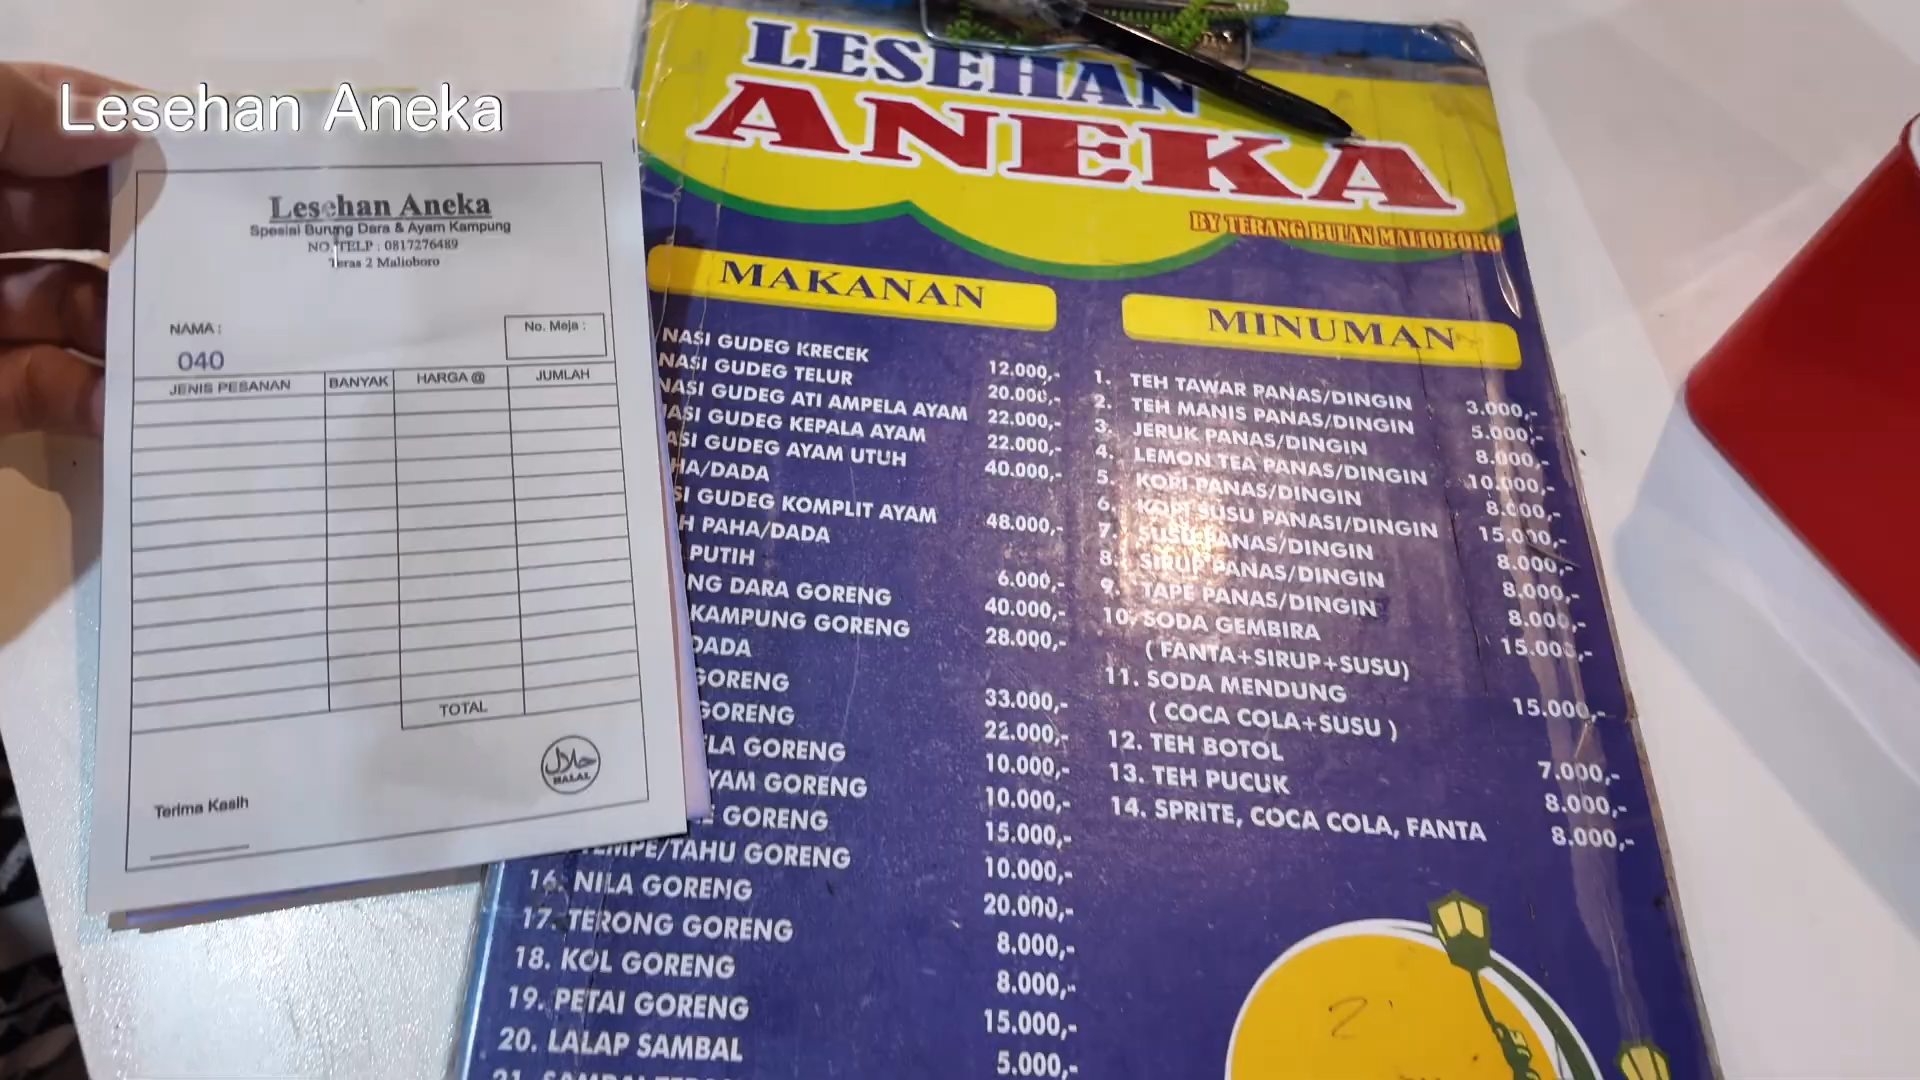 Lesehan Aneka
Lesehan Aneka
Spesial Burung Dara & Ayam Kampung
NO. TELP : 0817276489
Teras 2 Malioboro
NAMA :
No. Meja :
040
JENIS PESANAN BANYAK HARGA @ JUMLAH
TOTAL
حلال
HALAL
Terima Kasih
LESEHAN
ANEKA
BY TERANG BULAN MALIOBORO
MAKANAN
NASI GUDEG KRECEK 12.000,-
NASI GUDEG TELUR 20.000,-
NASI GUDEG ATI AMPELA AYAM 22.000,-
NASI GUDEG KEPALA AYAM 22.000,-
ASI GUDEG AYAM UTUH 40.000,-
HA/DADA
SI GUDEG KOMPLIT AYAM 48.000,-
H PAHA/DADA
PUTIH 6.000,-
NG DARA GORENG 40.000,-
KAMPUNG GORENG 28.000,-
DADA
GORENG 33.000,-
GORENG 22.000,-
LA GORENG 10.000,-
YAM GORENG 10.000,-
E GORENG 15.000,-
TEMPE/TAHU GORENG 10.000,-
16. NILA GORENG 20.000,-
17. TERONG GORENG 8.000,-
18. KOL GORENG 8.000,-
19. PETAI GORENG 15.000,-
20. LALAP SAMBAL 5.000,-
MINUMAN
1. TEH TAWAR PANAS/DINGIN 3.000,-
2. TEH MANIS PANAS/DINGIN 5.000,-
3. JERUK PANAS/DINGIN 8.000,-
4. LEMON TEA PANAS/DINGIN 10.000,-
5. KOPI PANAS/DINGIN 8.000,-
6. KOPI SUSU PANASI/DINGIN 15.000,-
7. SUSU PANAS/DINGIN 8.000,-
8. SIRUP PANAS/DINGIN 8.000,-
9. TAPE PANAS/DINGIN 8.000,-
10. SODA GEMBIRA 15.000,-
( FANTA+SIRUP+SUSU)
11. SODA MENDUNG 15.000,-
( COCA COLA+SUSU )
12. TEH BOTOL 7.000,-
13. TEH PUCUK 8.000,-
14. SPRITE, COCA COLA, FANTA 8.000,-